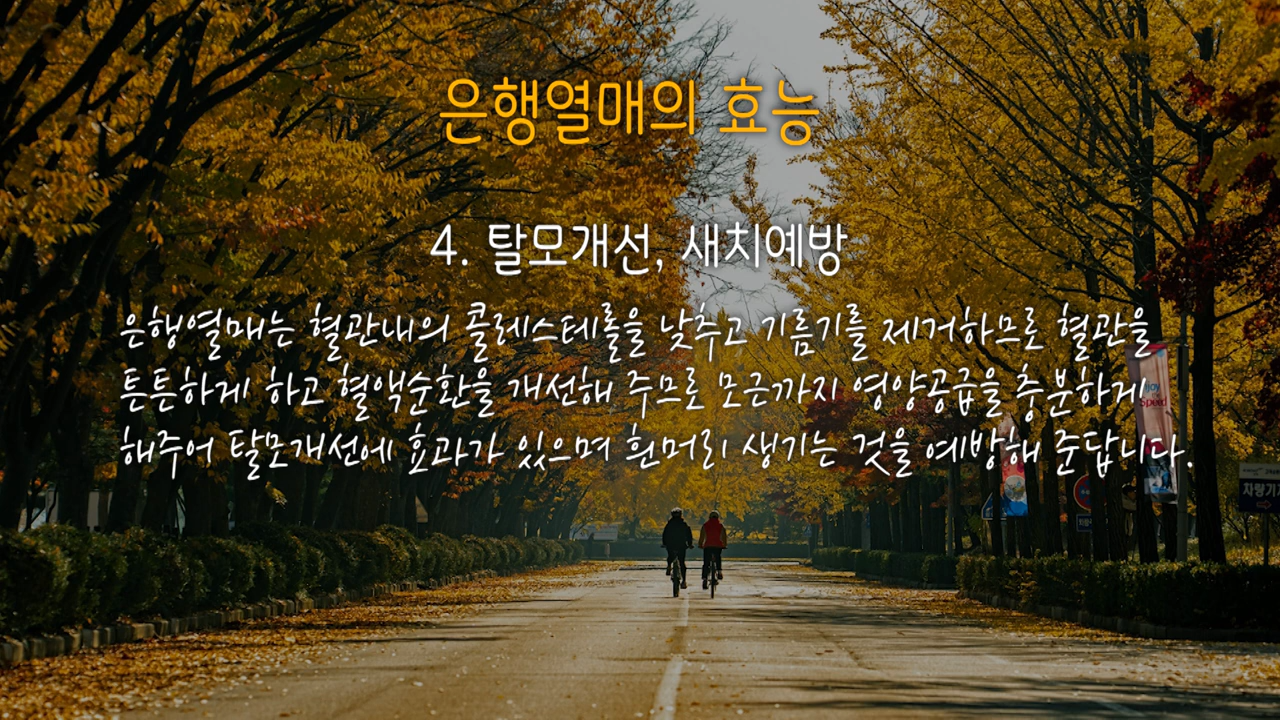 은행열매의 효능
4. 탈모개선, 새치예방
은행열매는 혈관내의 콜레스테롤을 낮추고 기름기를 제거하므로 혈관을
튼튼하게 하고 혈액순환을 개선해 주므로 모근까지 영양공급을 충분하게
해주어 탈모개선에 효과가 있으며 흰머리 생기는 것을 예방해 준답니다.
Enjoy
Speed
차량기